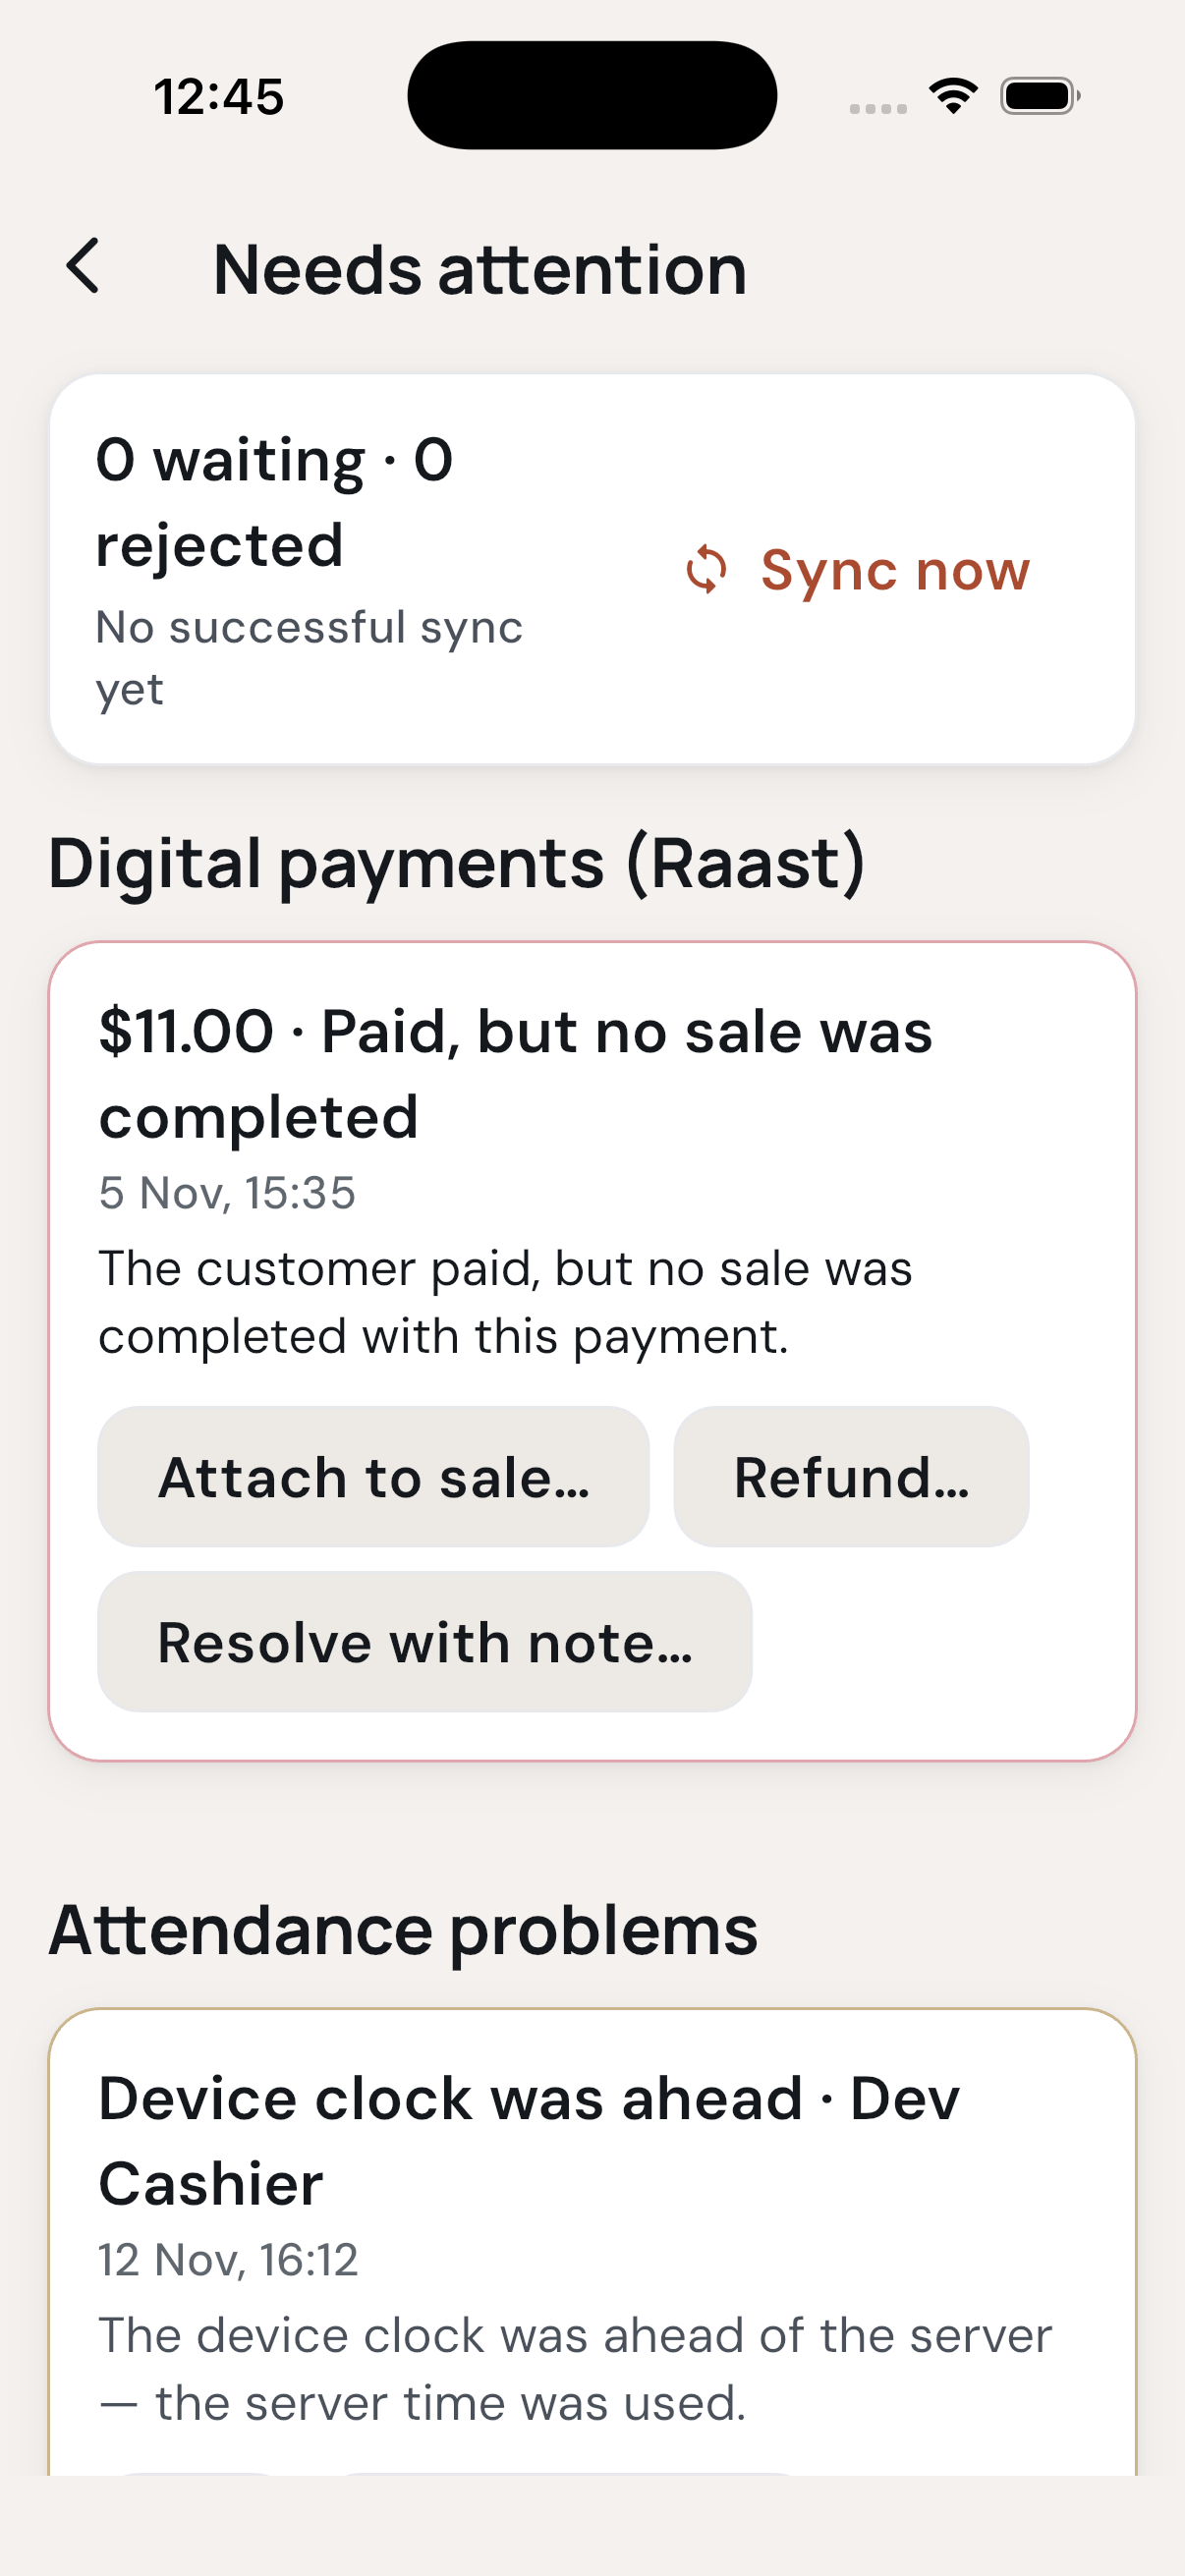 12:45
Needs attention
0 waiting · 0
rejected
No successful sync
yet
Sync now
Digital payments (Raast)
$11.00 · Paid, but no sale was
completed
5 Nov, 15:35
The customer paid, but no sale was
completed with this payment.
Attach to sale…
Refund…
Resolve with note…
Attendance problems
Device clock was ahead · Dev
Cashier
12 Nov, 16:12
The device clock was ahead of the server
— the server time was used.